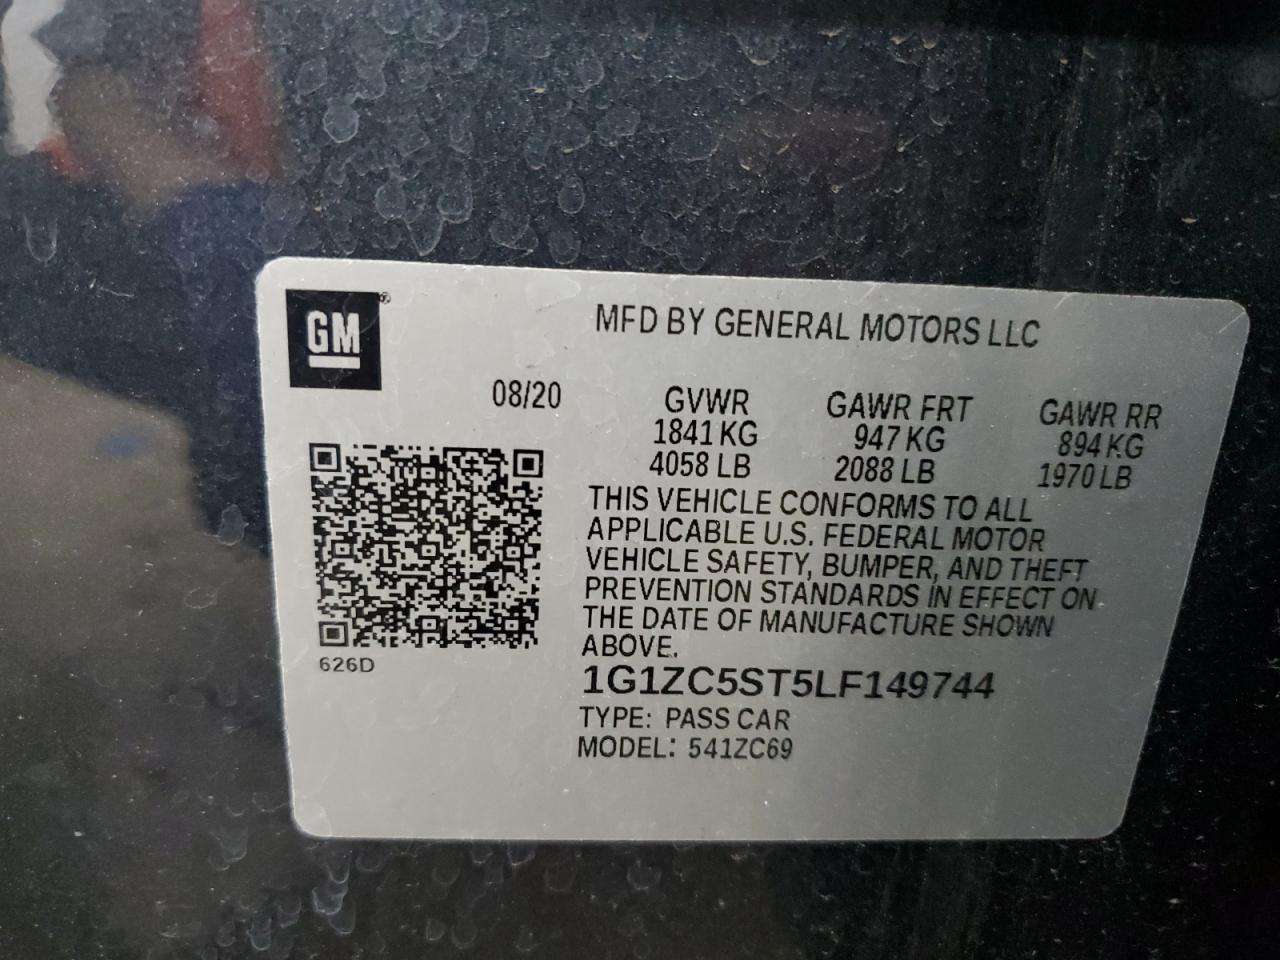 GM®
MFD BY GENERAL MOTORS LLC
08/20 GVWR GAWR FRT GAWR RR
1841 KG 947 KG 894 KG
4058 LB 2088 LB 1970 LB
THIS VEHICLE CONFORMS TO ALL
APPLICABLE U.S. FEDERAL MOTOR
VEHICLE SAFETY, BUMPER, AND THEFT
PREVENTION STANDARDS IN EFFECT ON
THE DATE OF MANUFACTURE SHOWN
ABOVE.
626D
1G1ZC5ST5LF149744
TYPE: PASS CAR
MODEL: 541ZC69